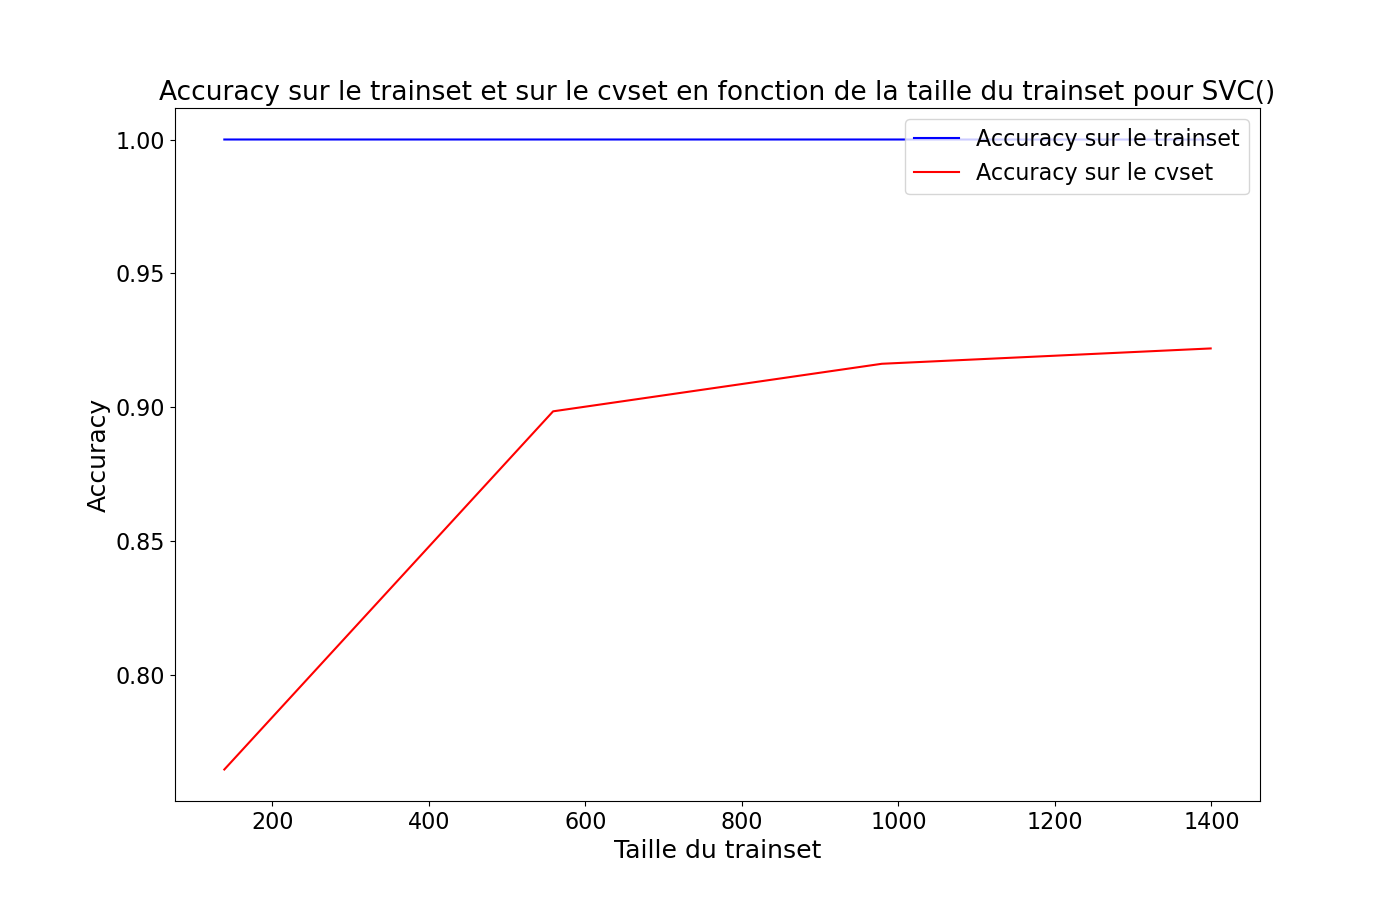 Accuracy sur le trainset et sur le cvset en fonction de la taille du trainset pour SVC()
Accuracy sur le trainset
Accuracy sur le cvset
1.00
0.95
0.90
0.85
0.80
Accuracy
200 400 600 800 1000 1200 1400
Taille du trainset